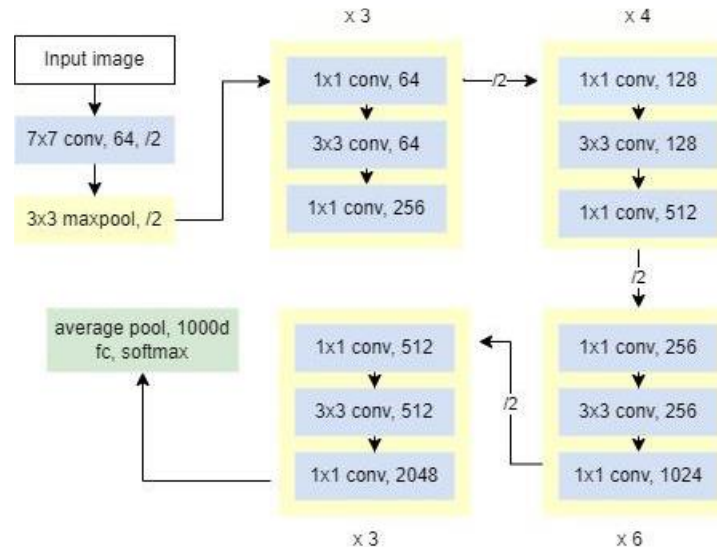 Input image
7x7 conv, 64, /2
3x3 maxpool, /2
x 3
1x1 conv, 64
3x3 conv, 64
1x1 conv, 256
/2
x 4
1x1 conv, 128
3x3 conv, 128
1x1 conv, 512
/2
1x1 conv, 256
3x3 conv, 256
1x1 conv, 1024
x 6
/2
1x1 conv, 512
3x3 conv, 512
1x1 conv, 2048
x 3
average pool, 1000d
fc, softmax